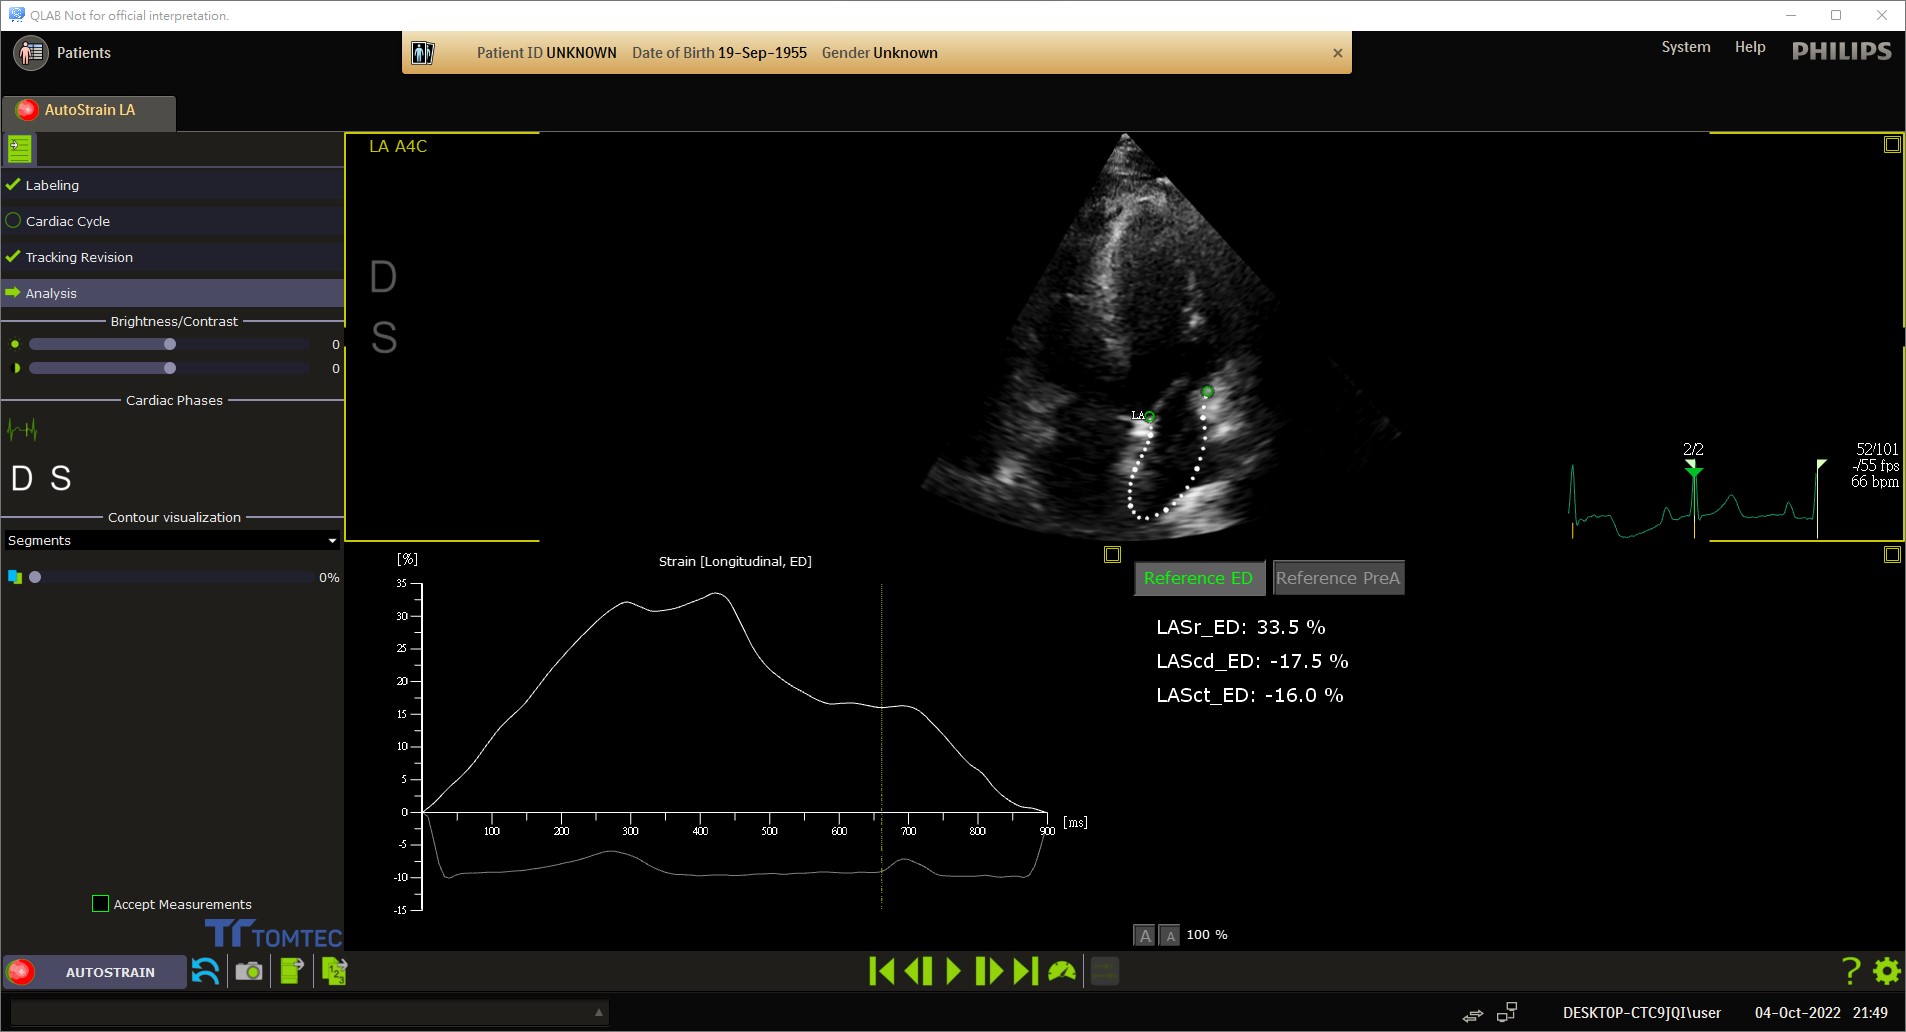 QLAB Not for official interpretation.
Patients
Patient ID UNKNOWN Date of Birth 19-Sep-1955 Gender Unknown
System Help PHILIPS
AutoStrain LA
Labeling
Cardiac Cycle
Tracking Revision
Analysis
Brightness/Contrast
0
0
Cardiac Phases
D S
Contour visualization
Segments
0%
Accept Measurements
TOMTEC
LA A4C
D
S
LA
2/2
52/101
-/55 fps
66 bpm
[%]
Strain [Longitudinal, ED]
35
30
25
20
15
10
5
0
-5
-10
-15
100 200 300 400 500 600 700 800 900 [ms]
Reference ED Reference PreA
LASr_ED: 33.5 %
LAScd_ED: -17.5 %
LASct_ED: -16.0 %
A A 100 %
AUTOSTRAIN
DESKTOP-CTC9JQI\user 04-Oct-2022 21:49